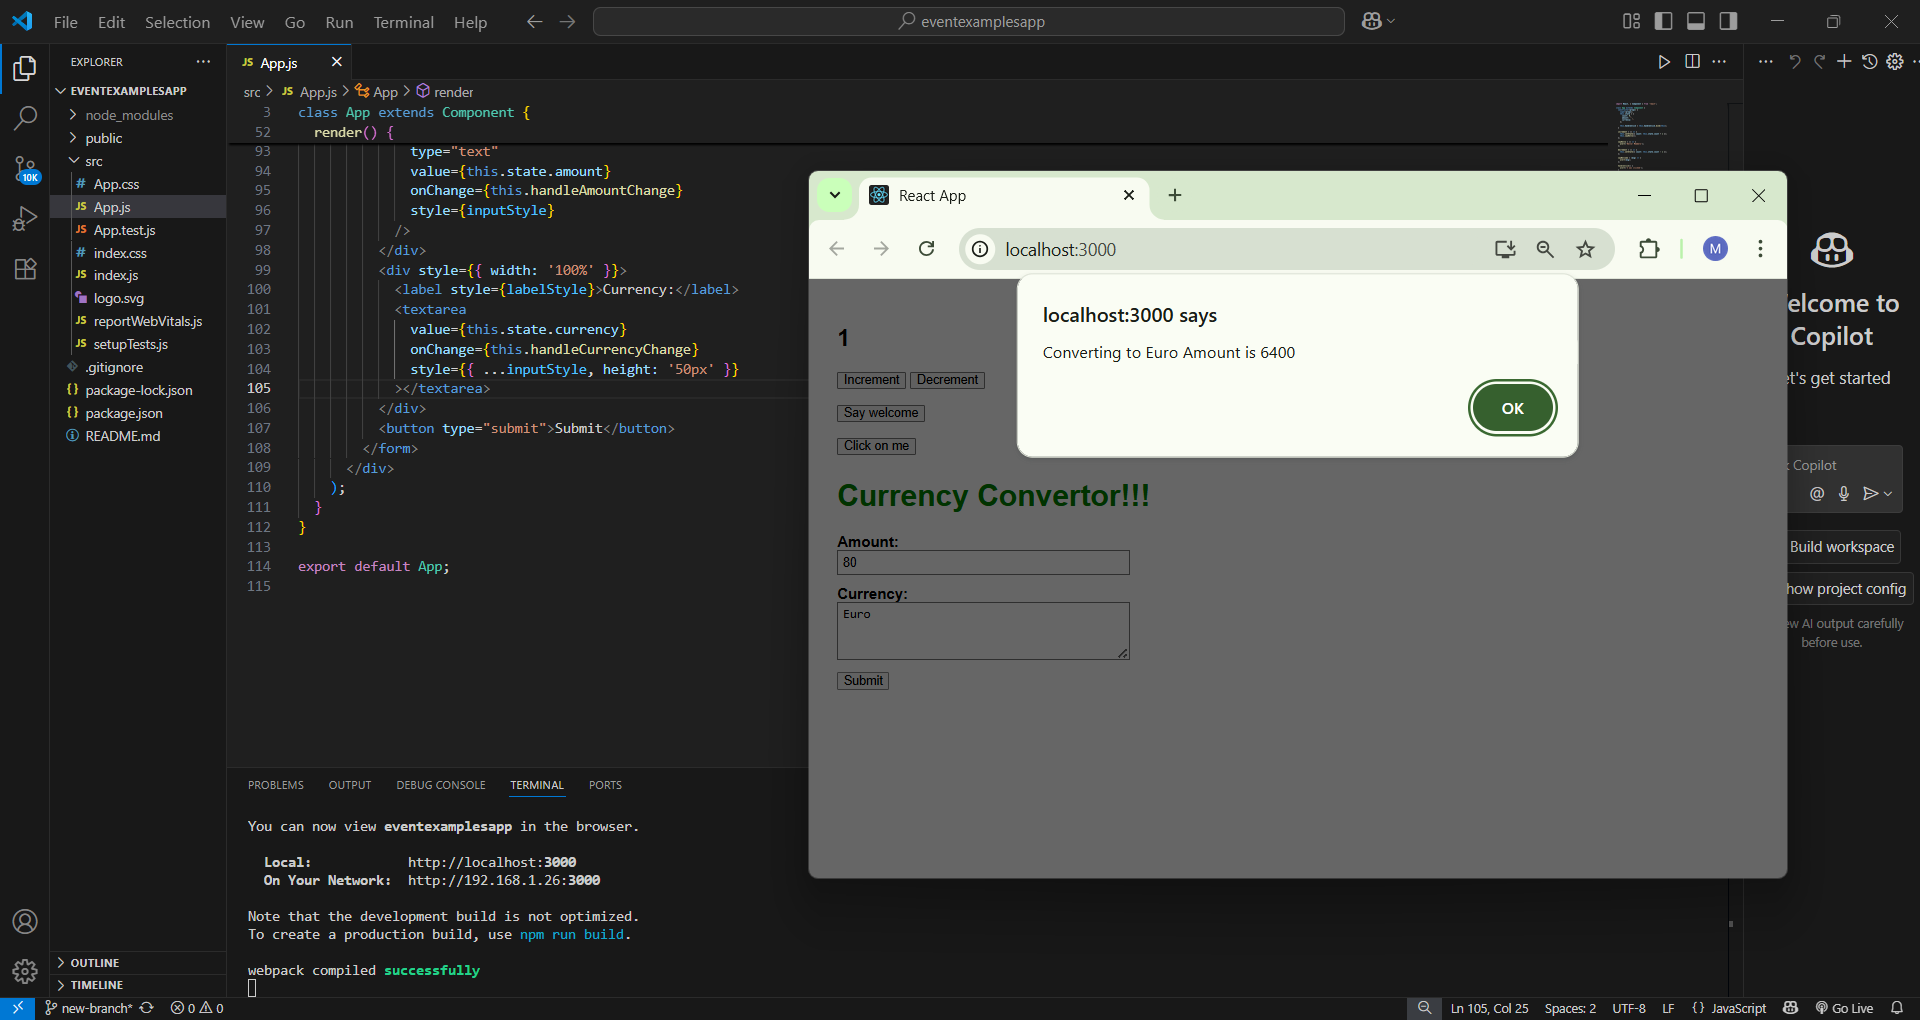 File Edit Selection View Go Run Terminal Help
eventexamplesapp
EXPLORER
EVENTEXAMPLESAPP
node_modules
public
src
# App.css
JS App.js
JS App.test.js
# index.css
JS index.js
logo.svg
JS reportWebVitals.js
JS setupTests.js
.gitignore
{} package-lock.json
{} package.json
README.md
OUTLINE
TIMELINE
10K
JS App.js
src > JS App.js > App > render
3 class App extends Component {
52 render() {
93 type="text"
94 value={this.state.amount}
95 onChange={this.handleAmountChange}
96 style={inputStyle}
97 />
98 </div>
99 <div style={{ width: '100%' }}>
100 <label style={labelStyle}>Currency:</label>
101 <textarea
102 value={this.state.currency}
103 onChange={this.handleCurrencyChange}
104 style={{ ...inputStyle, height: '50px' }}
105 ></textarea>
106 </div>
107 <button type="submit">Submit</button>
108 </form>
109 </div>
110 );
111 }
112 }
113
114 export default App;
115
PROBLEMS OUTPUT DEBUG CONSOLE TERMINAL PORTS
You can now view eventexamplesapp in the browser.
Local: http://localhost:3000
On Your Network: http://192.168.1.26:3000
Note that the development build is not optimized.
To create a production build, use npm run build.
webpack compiled successfully
React App
localhost:3000
M
localhost:3000 says
Converting to Euro Amount is 6400
OK
1
Increment Decrement
Say welcome
Click on me
Currency Convertor!!!
Amount:
80
Currency:
Euro
Submit
elcome to
Copilot
t's get started
Copilot
@
Build workspace
how project config
ew AI output carefully
before use.
new-branch* 0 0
Ln 105, Col 25 Spaces: 2 UTF-8 LF {} JavaScript Go Live